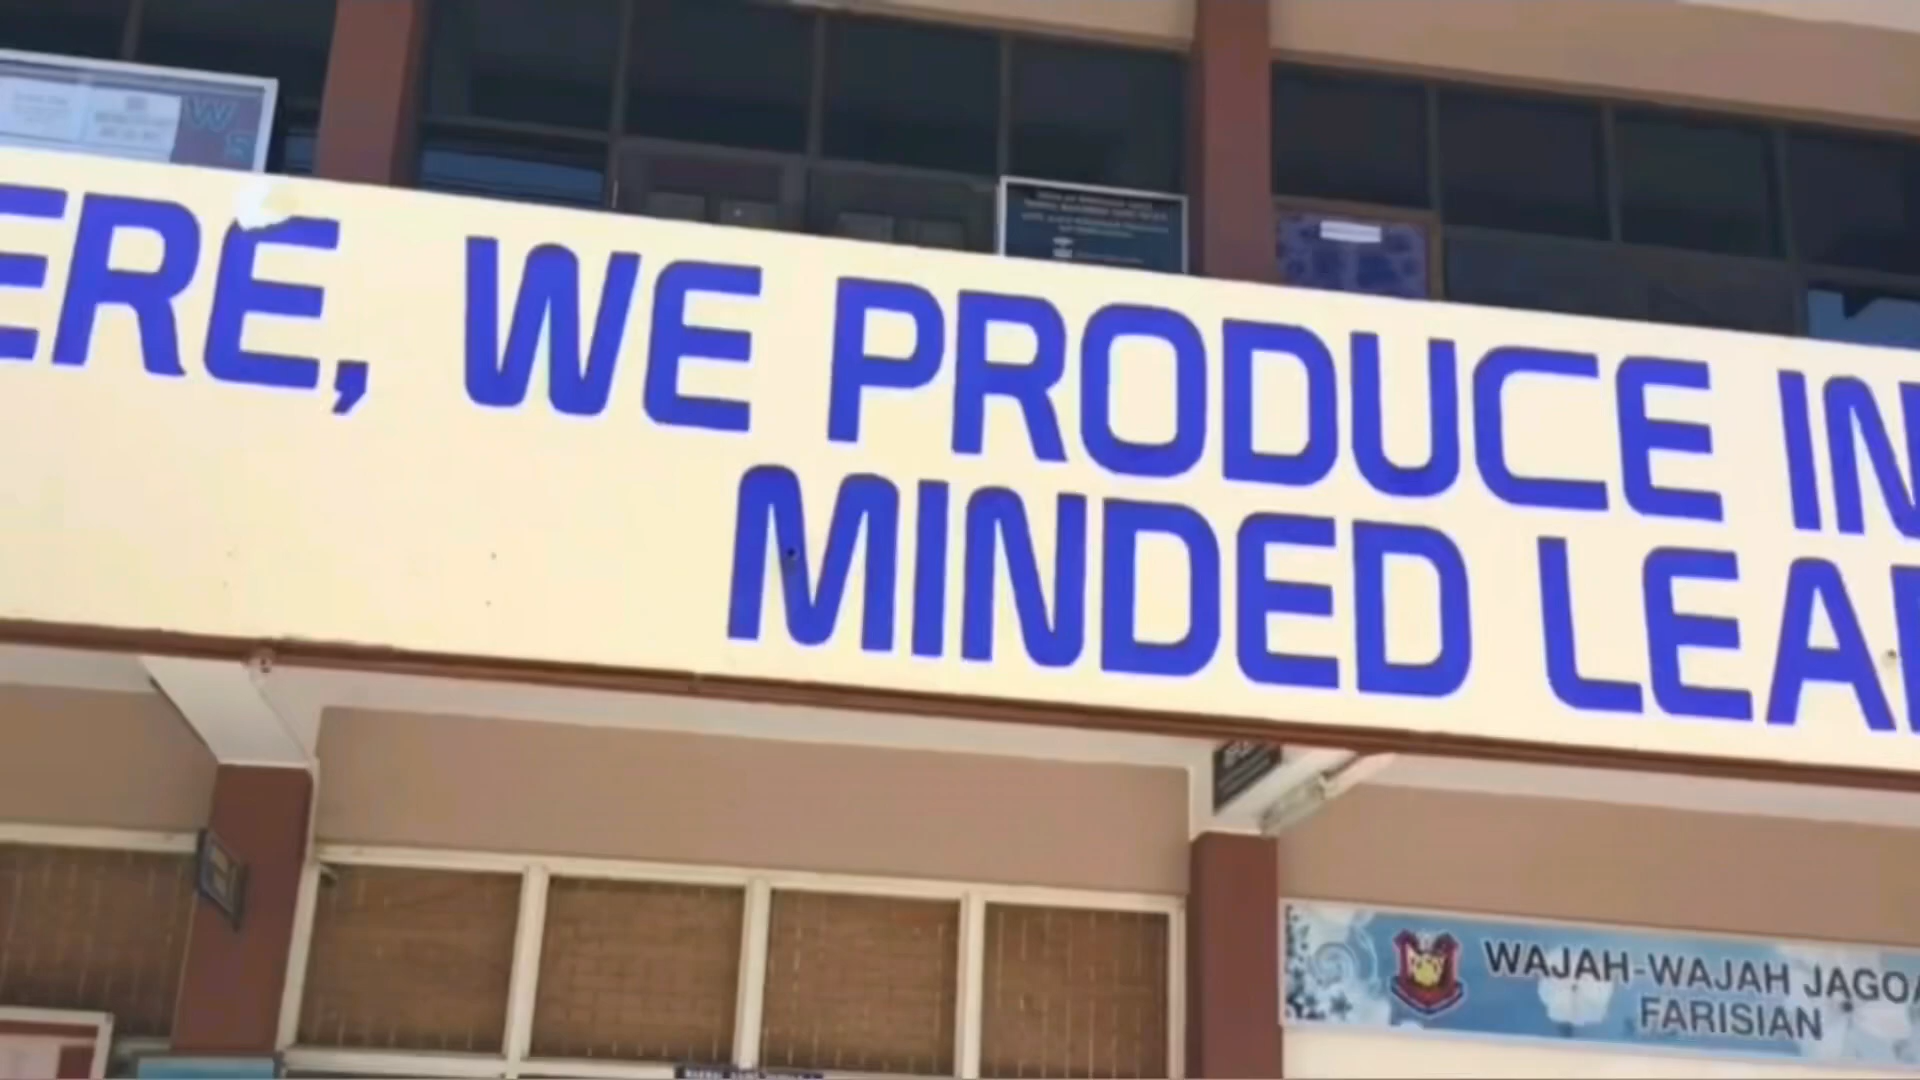 ERE, WE PRODUCE IN
MINDED LEA
WAJAH-WAJAH JAGOA
FARISIAN